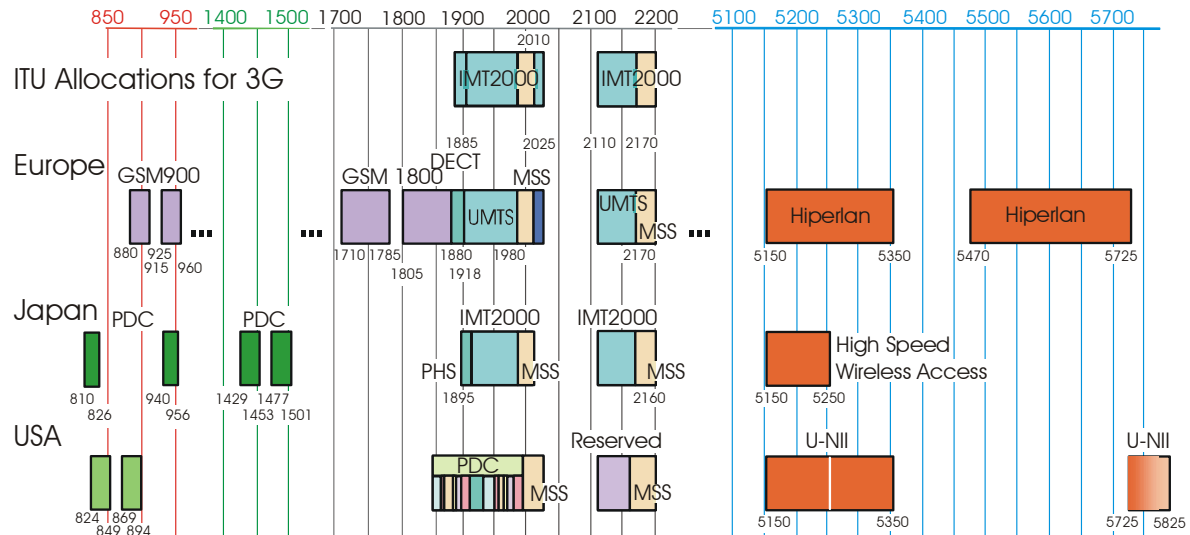 850 950 1400 1500 1700 1800 1900 2000 2100 2200 5100 5200 5300 5400 5500 5600 5700
2010
ITU Allocations for 3G
IMT2000 IMT2000
1885 2025 2110 2170
Europe
GSM900 GSM 1800 DECT MSS
UMTS UMTS MSS Hiperlan Hiperlan
880 925 1710 1785 1880 1980 2170 5150 5350 5470 5725
915 960 1805 1918
Japan
PDC PDC IMT2000 IMT2000
High Speed
PHS MSS MSS Wireless Access
810 940 1429 1477 1895 2160 5150 5250
826 956 1453 1501
USA
Reserved U-NII U-NII
PDC
MSS MSS
824 869 5150 5350 5725 5825
849 894